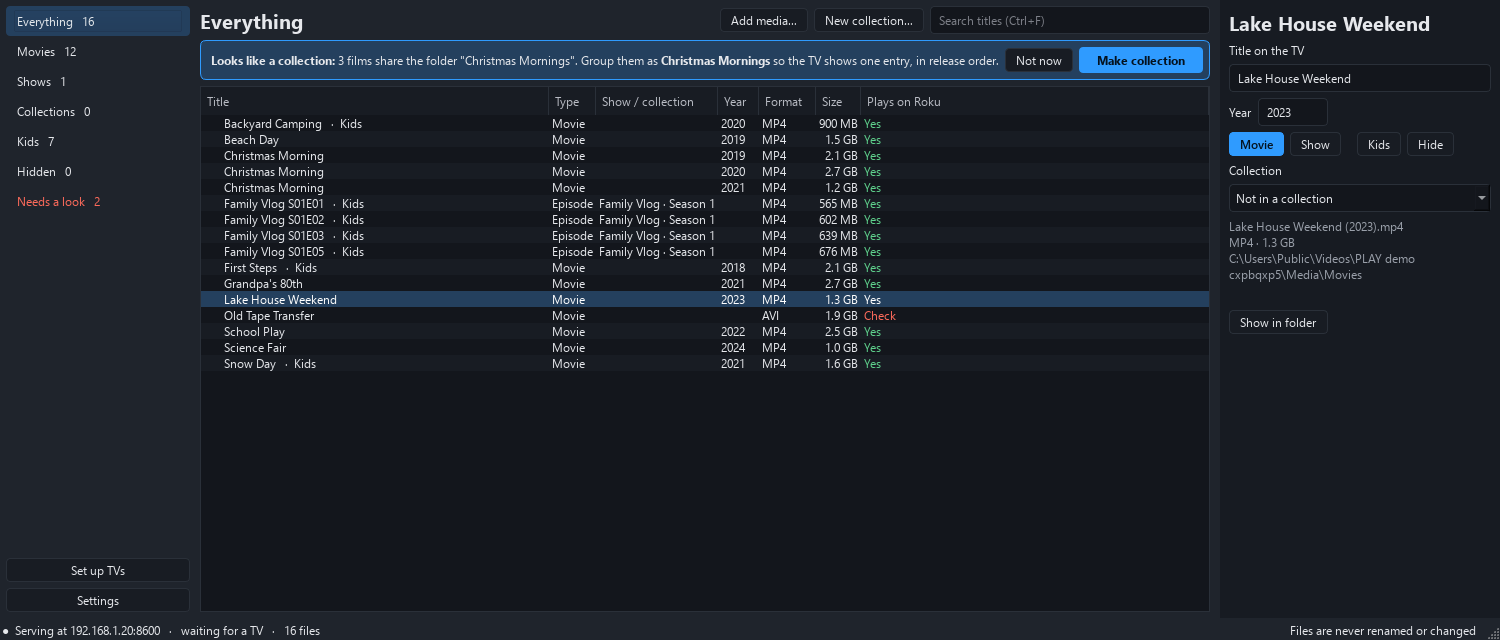 Everything 16
Movies 12
Shows 1
Collections 0
Kids 7
Hidden 0
Needs a look 2
Set up TVs
Settings
Everything
Add media...
New collection...
Search titles (Ctrl+F)
Looks like a collection: 3 films share the folder "Christmas Mornings". Group them as Christmas Mornings so the TV shows one entry, in release order.
Not now
Make collection
Title Type Show / collection Year Format Size Plays on Roku
Backyard Camping · Kids Movie 2020 MP4 900 MB Yes
Beach Day Movie 2019 MP4 1.5 GB Yes
Christmas Morning Movie 2019 MP4 2.1 GB Yes
Christmas Morning Movie 2020 MP4 2.7 GB Yes
Christmas Morning Movie 2021 MP4 1.2 GB Yes
Family Vlog S01E01 · Kids Episode Family Vlog · Season 1 MP4 565 MB Yes
Family Vlog S01E02 · Kids Episode Family Vlog · Season 1 MP4 602 MB Yes
Family Vlog S01E03 · Kids Episode Family Vlog · Season 1 MP4 639 MB Yes
Family Vlog S01E05 · Kids Episode Family Vlog · Season 1 MP4 676 MB Yes
First Steps · Kids Movie 2018 MP4 2.1 GB Yes
Grandpa's 80th Movie 2021 MP4 2.7 GB Yes
Lake House Weekend Movie 2023 MP4 1.3 GB Yes
Old Tape Transfer Movie AVI 1.9 GB Check
School Play Movie 2022 MP4 2.5 GB Yes
Science Fair Movie 2024 MP4 1.0 GB Yes
Snow Day · Kids Movie 2021 MP4 1.6 GB Yes
Lake House Weekend
Title on the TV
Lake House Weekend
Year 2023
Movie Show Kids Hide
Collection
Not in a collection
Lake House Weekend (2023).mp4
MP4 · 1.3 GB
C:\Users\Public\Videos\PLAY demo
cxpbqxp5\Media\Movies
Show in folder
● Serving at 192.168.1.20:8600 · waiting for a TV · 16 files
Files are never renamed or changed